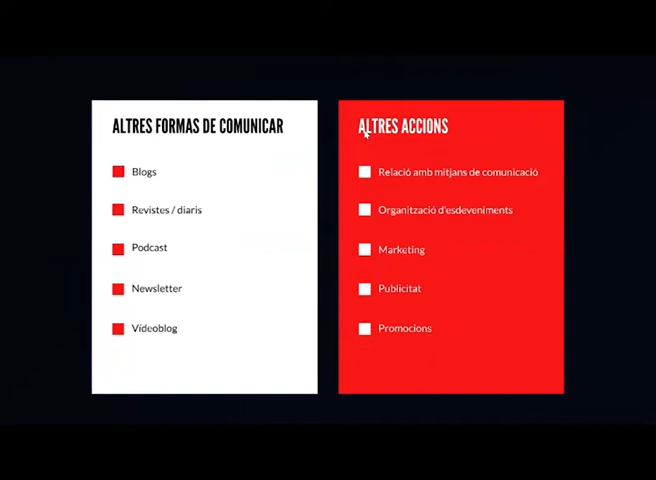 ALTRES FORMAS DE COMUNICAR
Blogs
Revistes / diaris
Podcast
Newsletter
Vídeoblog
ALTRES ACCIONS
Relació amb mitjans de comunicació
Organització d'esdeveniments
Marketing
Publicitat
Promocions